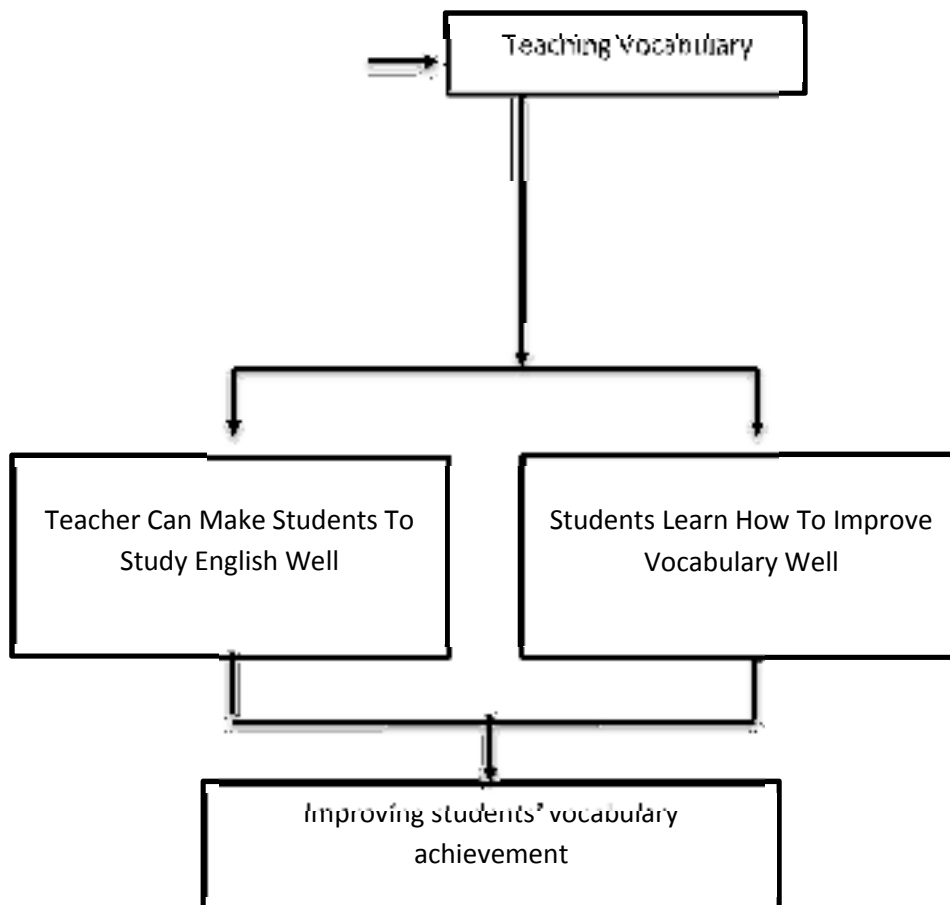 Teaching Vocabulary
Teacher Can Make Students To
Study English Well
Students Learn How To Improve
Vocabulary Well
Improving students' vocabulary
achievement